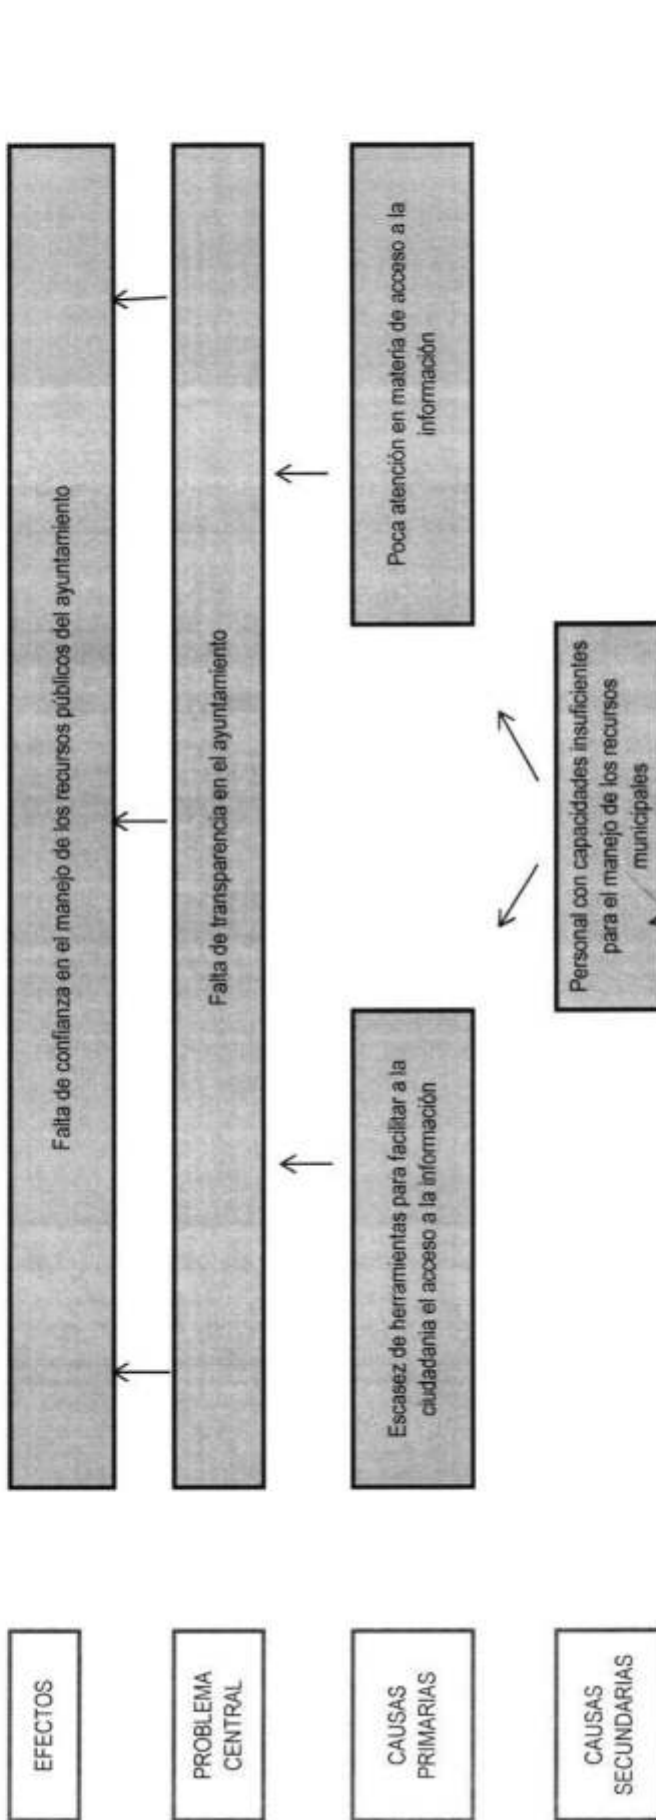 EFECTOS
Falta de confianza en el manejo de los recursos públicos del ayuntamiento
PROBLEMA
CENTRAL
Falta de transparencia en el ayuntamiento
CAUSAS
PRIMARIAS
Escasez de herramientas para facilitar a la
ciudadanía el acceso a la información
Poca atención en materia de acceso a la
información
CAUSAS
SECUNDARIAS
Personal con capacidades insuficientes
para el manejo de los recursos
municipales